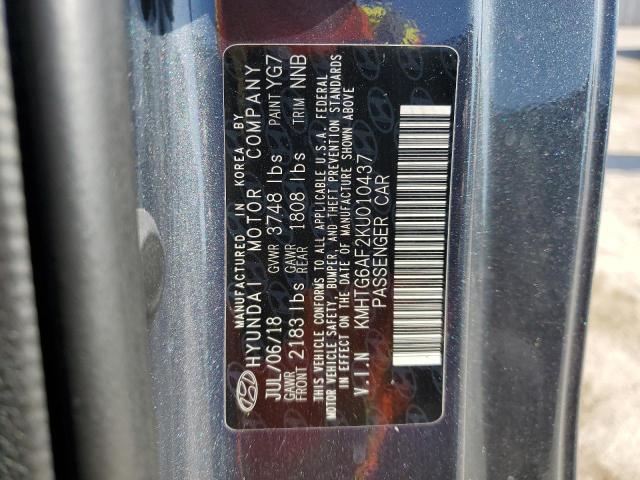 MANUFACTURED IN KOREA BY
HYUNDAI MOTOR COMPANY
JUL/06/18 GVWR 3748 lbs PAINT YG7
GAWR FRONT 2183 lbs GAWR REAR 1808 lbs TRIM NNB
THIS VEHICLE CONFORMS TO ALL APPLICABLE U.S.A. FEDERAL
MOTOR VEHICLE SAFETY, BUMPER, AND THEFT PREVENTION STANDARDS
IN EFFECT ON THE DATE OF MANUFACTURE SHOWN ABOVE
V.I.N KMHTG6AF2KU010437
PASSENGER CAR